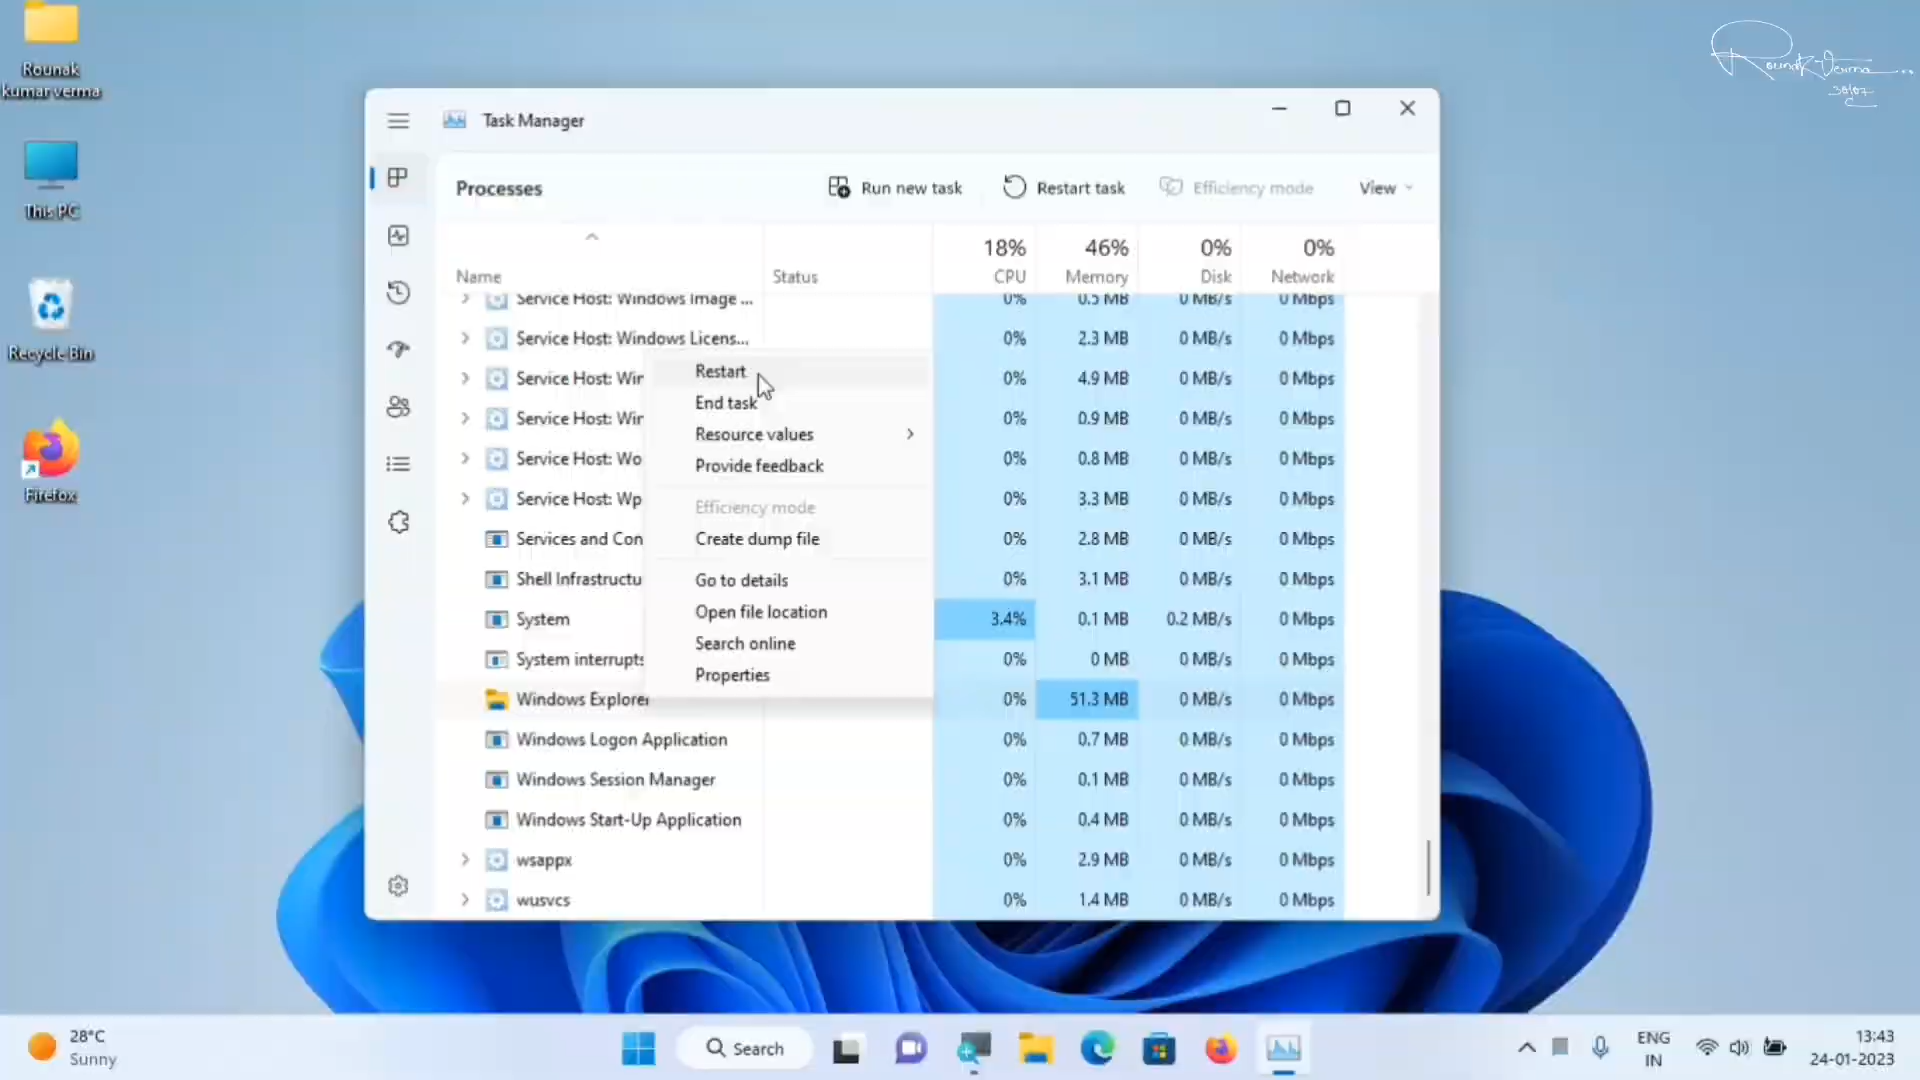 Rounak
kumar verma
This PC
Recycle Bin
Firefox
Rounak Verma
Task Manager
Processes
Run new task
Restart task
Efficiency mode
View
18%
46%
0%
0%
Name
Status
CPU
Memory
Disk
Network
Service Host: Windows Image ... 0% 0.5 MB 0 MB/s 0 Mbps
Service Host: Windows Licens... 0% 2.3 MB 0 MB/s 0 Mbps
Service Host: Win 0% 4.9 MB 0 MB/s 0 Mbps
Service Host: Win 0% 0.9 MB 0 MB/s 0 Mbps
Service Host: Wo 0% 0.8 MB 0 MB/s 0 Mbps
Service Host: Wp 0% 3.3 MB 0 MB/s 0 Mbps
Services and Con 0% 2.8 MB 0 MB/s 0 Mbps
Shell Infrastructu 0% 3.1 MB 0 MB/s 0 Mbps
System 3.4% 0.1 MB 0.2 MB/s 0 Mbps
System interrupts 0% 0 MB 0 MB/s 0 Mbps
Windows Explorer 0% 51.3 MB 0 MB/s 0 Mbps
Windows Logon Application 0% 0.7 MB 0 MB/s 0 Mbps
Windows Session Manager 0% 0.1 MB 0 MB/s 0 Mbps
Windows Start-Up Application 0% 0.4 MB 0 MB/s 0 Mbps
wsappx 0% 2.9 MB 0 MB/s 0 Mbps
wusvcs 0% 1.4 MB 0 MB/s 0 Mbps
Restart
End task
Resource values
Provide feedback
Efficiency mode
Create dump file
Go to details
Open file location
Search online
Properties
28°C
Sunny
Search
ENG
IN
13:43
24-01-2023